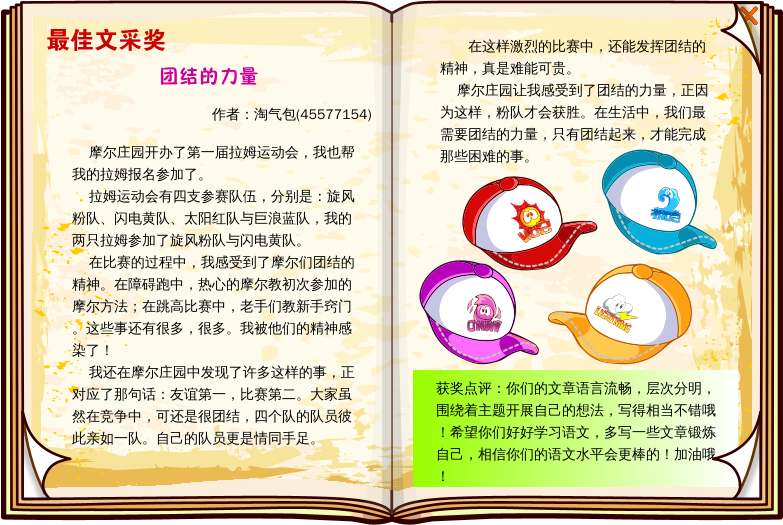 最佳文采奖
团结的力量
作者：淘气包(45577154)
摩尔庄园开办了第一届拉姆运动会，我也帮
我的拉姆报名参加了。
拉姆运动会有四支参赛队伍，分别是：旋风
粉队、闪电黄队、太阳红队与巨浪蓝队，我的
两只拉姆参加了旋风粉队与闪电黄队。
在比赛的过程中，我感受到了摩尔们团结的
精神。在障碍跑中，热心的摩尔教初次参加的
摩尔方法；在跳高比赛中，老手们教新手窍门
。这些事还有很多，很多。我被他们的精神感
染了！
我还在摩尔庄园中发现了许多这样的事，正
对应了那句话：友谊第一，比赛第二。大家虽
然在竞争中，可还是很团结，四个队的队员彼
此亲如一队。自己的队员更是情同手足。
在这样激烈的比赛中，还能发挥团结的
精神，真是难能可贵。
摩尔庄园让我感受到了团结的力量，正因
为这样，粉队才会获胜。在生活中，我们最
需要团结的力量，只有团结起来，才能完成
那些困难的事。
获奖点评：你们的文章语言流畅，层次分明，
围绕着主题开展自己的想法，写得相当不错哦
！希望你们好好学习语文，多写一些文章锻炼
自己，相信你们的语文水平会更棒的！加油哦
！